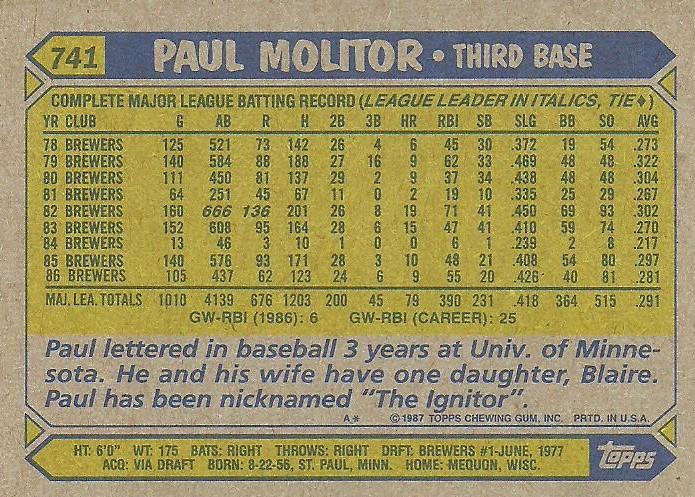 741 PAUL MOLITOR • THIRD BASE
COMPLETE MAJOR LEAGUE BATTING RECORD (LEAGUE LEADER IN ITALICS, TIE♦)
YR CLUB G AB R H 2B 3B HR RBI SB SLG BB SO AVG
78 BREWERS 125 521 73 142 26 4 6 45 30 .372 19 54 .273
79 BREWERS 140 584 88 188 27 16 9 62 33 .469 48 48 .322
80 BREWERS 111 450 81 137 29 2 9 37 34 .438 48 48 .304
81 BREWERS 64 251 45 67 11 0 2 19 10 .335 25 29 .267
82 BREWERS 160 666 136 201 26 8 19 71 41 .450 69 93 .302
83 BREWERS 152 608 95 164 28 6 15 47 41 .410 59 74 .270
84 BREWERS 13 46 3 10 1 0 0 6 1 .239 2 8 .217
85 BREWERS 140 576 93 171 28 3 10 48 21 .408 54 80 .297
86 BREWERS 105 437 62 123 24 6 9 55 20 .426 40 81 .281
MAJ. LEA. TOTALS 1010 4139 676 1203 200 45 79 390 231 .418 364 515 .291
GW-RBI (1986): 6 GW-RBI (CAREER): 25
Paul lettered in baseball 3 years at Univ. of Minne-
sota. He and his wife have one daughter, Blaire.
Paul has been nicknamed "The Ignitor".
A* ©1987 TOPPS CHEWING GUM, INC. PRTD. IN U.S.A.
HT: 6'0" WT: 175 BATS: RIGHT THROWS: RIGHT DRFT: BREWERS #1-JUNE, 1977
ACQ: VIA DRAFT BORN: 8-22-56, ST. PAUL, MINN. HOME: MEQUON, WISC.
topps